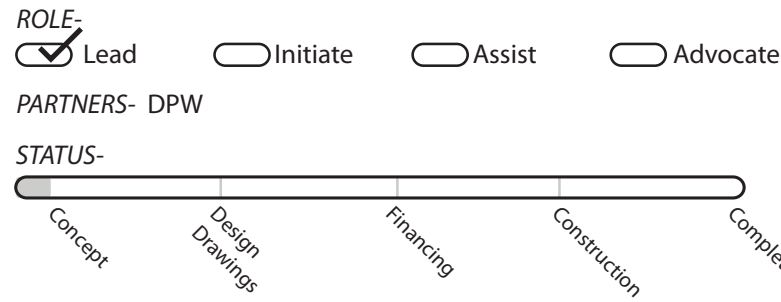 ROLE-
Lead Initiate Assist Advocate
PARTNERS- DPW
STATUS-
Concept
Design
Drawings
Financing
Construction